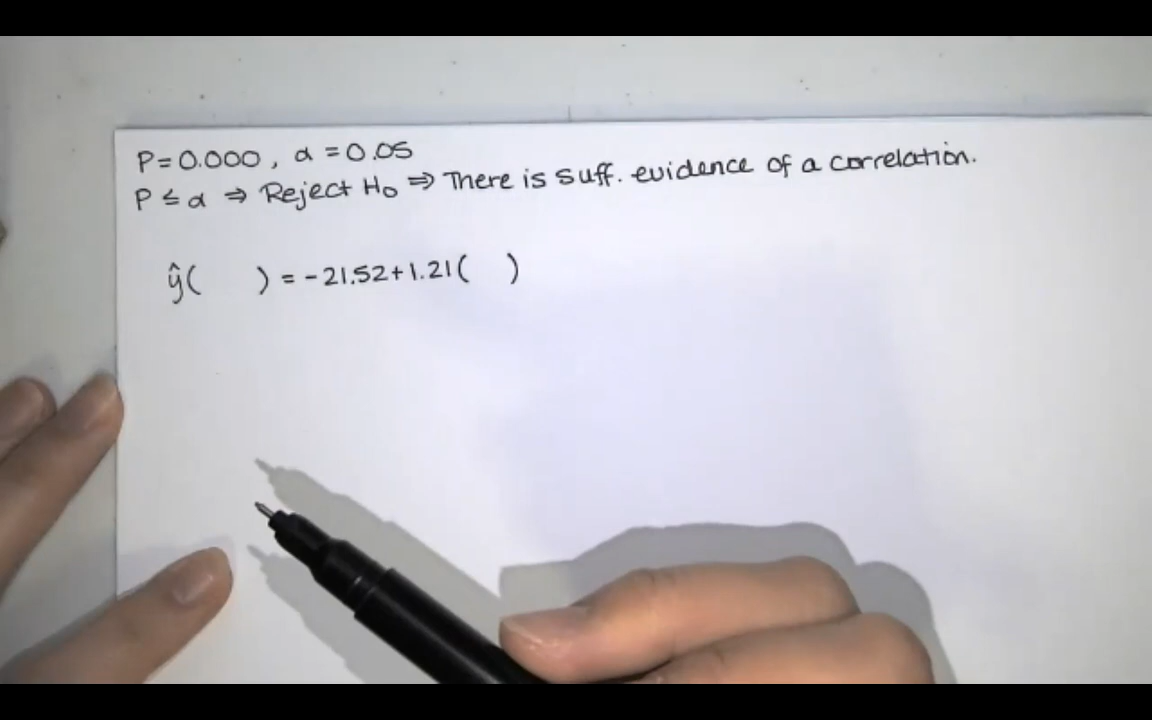 P=0.000, α=0.05
P ≤ α ⇒ Reject H₀ ⇒ There is suff. evidence of a correlation.
ŷ( ) = -21.52+1.21( )